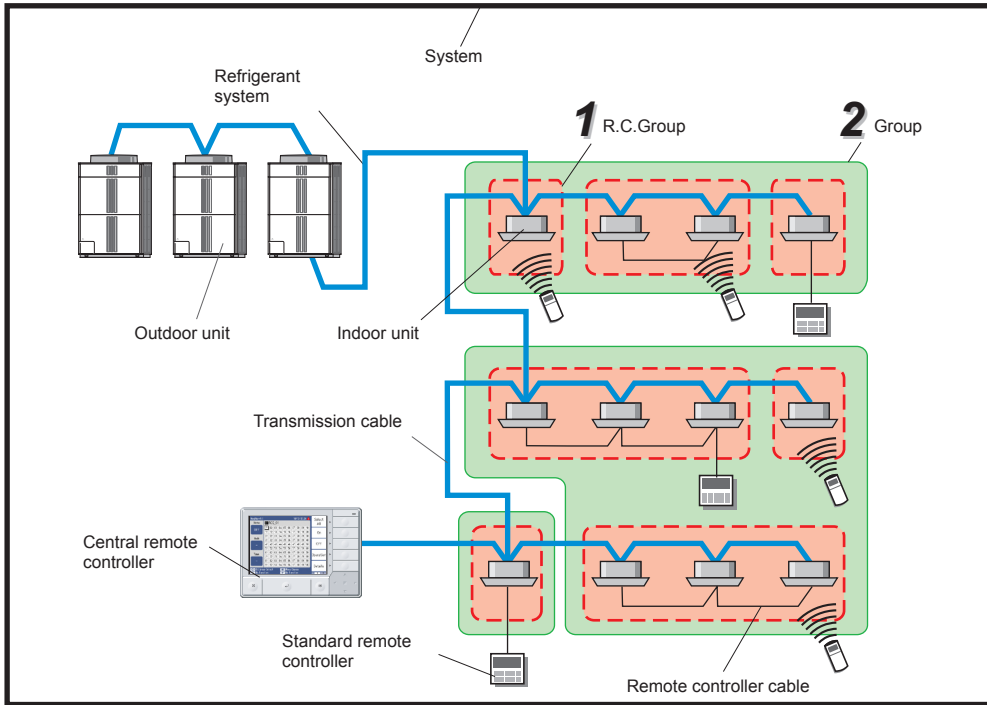 System
Refrigerant
system
1 R.C.Group
2 Group
Outdoor unit
Indoor unit
Transmission cable
Central remote
controller
Standard remote
controller
Remote controller cable